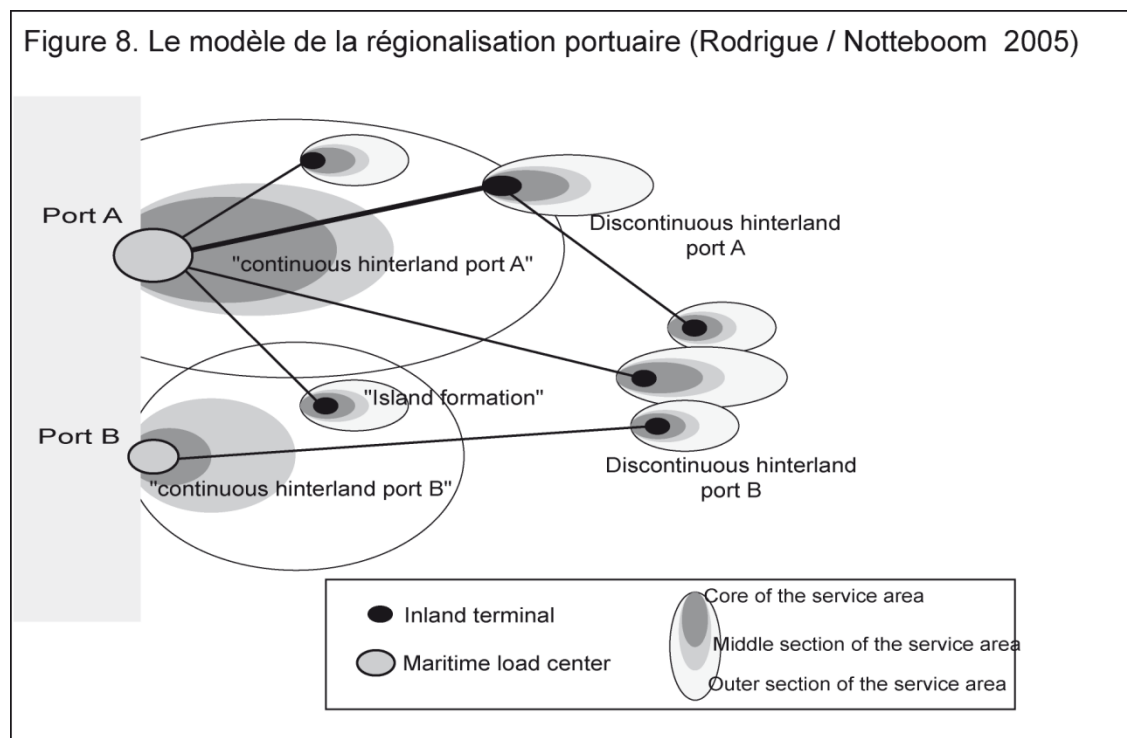 Figure 8. Le modèle de la régionalisation portuaire (Rodrigue / Notteboom 2005)
Port A
Discontinuous hinterland
port A
"continuous hinterland port A"
"Island formation"
Port B
Discontinuous hinterland
port B
"continuous hinterland port B"
Inland terminal
Maritime load center
Core of the service area
Middle section of the service area
Outer section of the service area